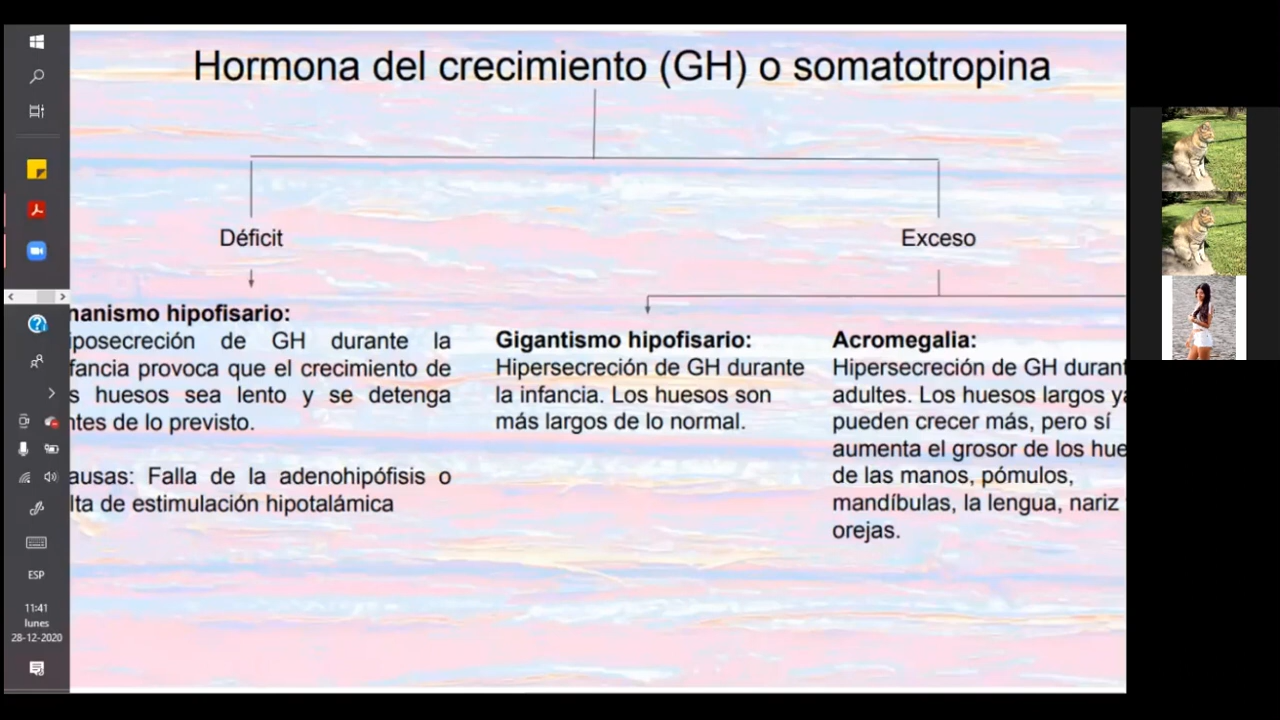 Hormona del crecimiento (GH) o somatotropina
Déficit
Exceso
nanismo hipofisario:
iposecreción de GH durante la
fancia provoca que el crecimiento de
s huesos sea lento y se detenga
ntes de lo previsto.
ausas: Falla de la adenohipófisis o
lta de estimulación hipotalámica
Gigantismo hipofisario:
Hipersecreción de GH durante
la infancia. Los huesos son
más largos de lo normal.
Acromegalia:
Hipersecreción de GH durant
adultes. Los huesos largos ya
pueden crecer más, pero sí
aumenta el grosor de los hue
de las manos, pómulos,
mandíbulas, la lengua, nariz
orejas.
ESP
11:41
lunes
28-12-2020